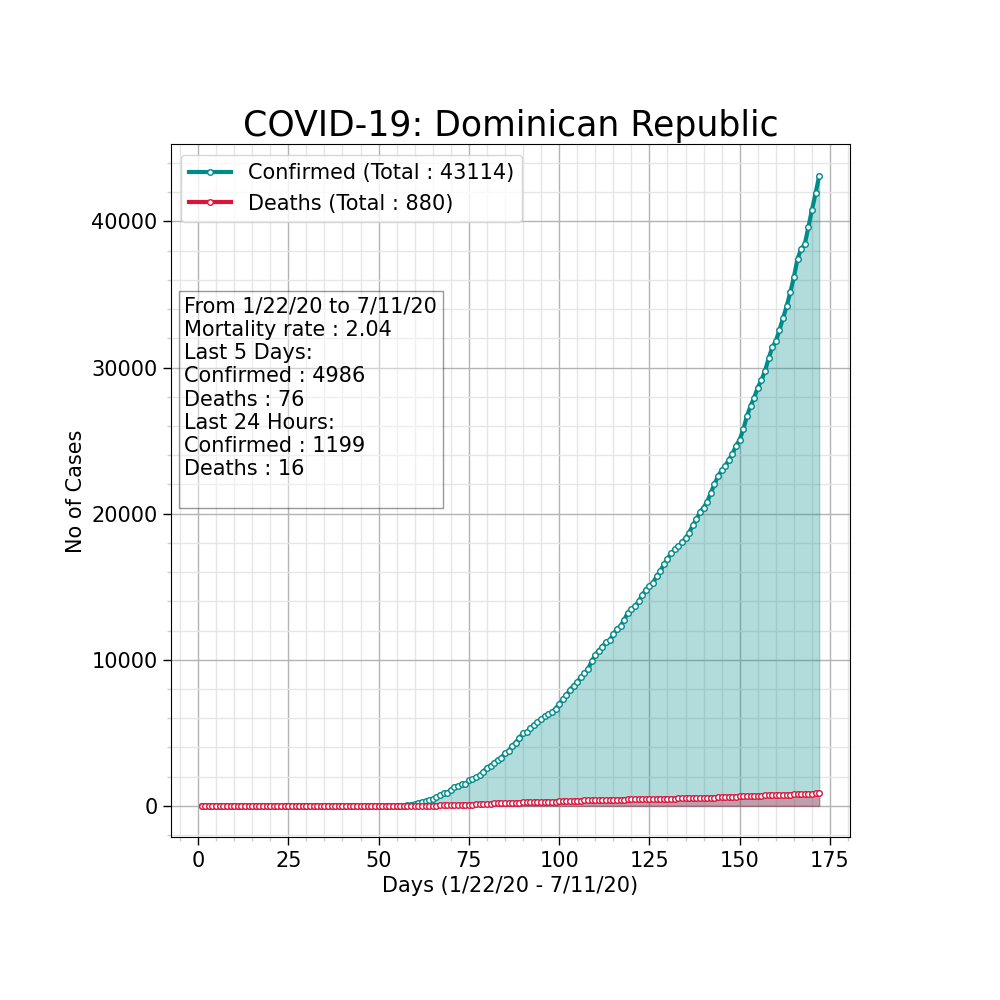 COVID-19: Dominican Republic
Confirmed (Total : 43114)
Deaths (Total : 880)
From 1/22/20 to 7/11/20
Mortality rate : 2.04
Last 5 Days:
Confirmed : 4986
Deaths : 76
Last 24 Hours:
Confirmed : 1199
Deaths : 16
No of Cases
40000
30000
20000
10000
0
0 25 50 75 100 125 150 175
Days (1/22/20 - 7/11/20)